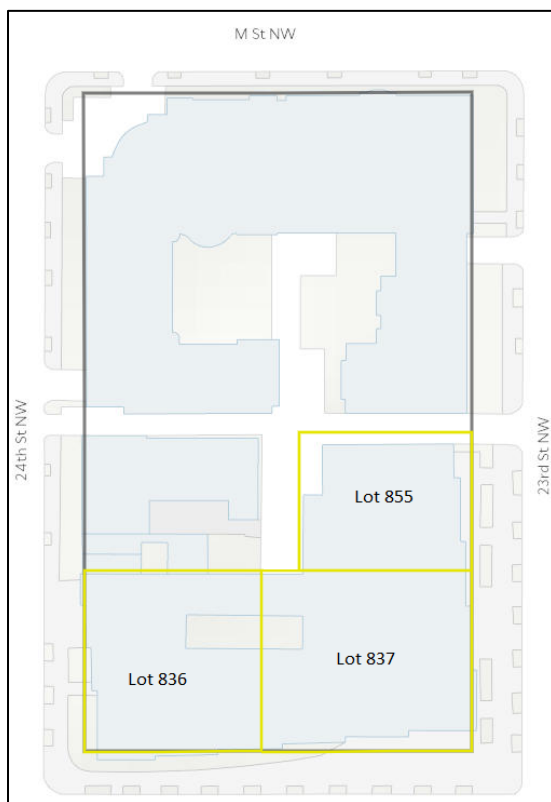 M St NW
24th St NW
23rd St NW
Lot 855
Lot 837
Lot 836